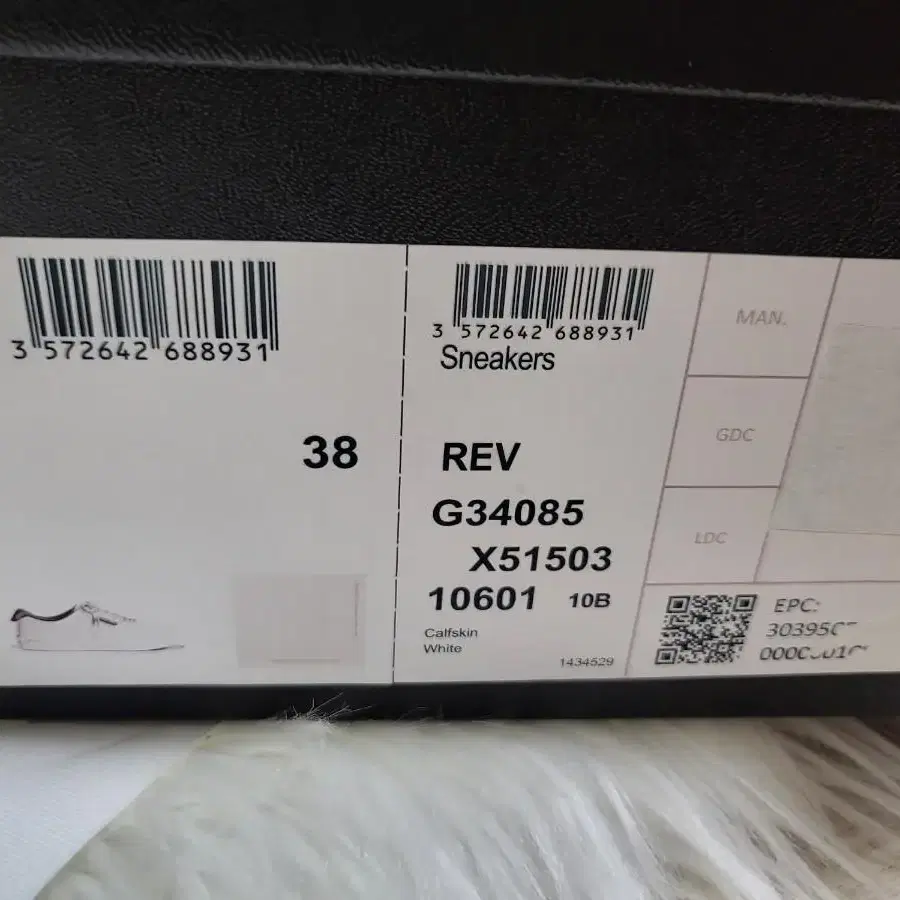 3 572642 688931
38
3 572642 688931
Sneakers
REV
G34085
X51503
10601 10B
Calfskin
White
1434529
MAN.
GDC
LDC
EPC: